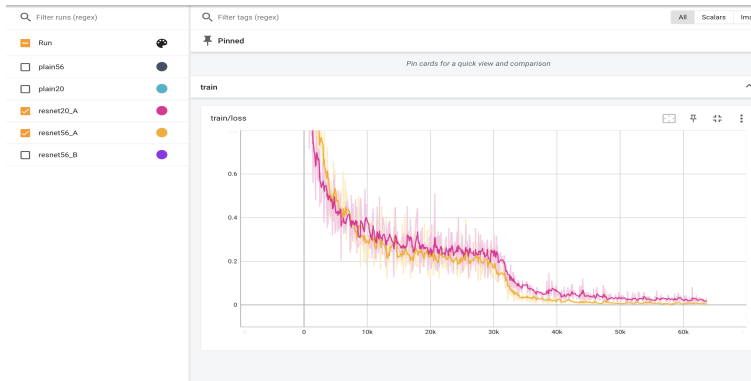 Filter runs (regex)
Run
plain56
plain20
resnet20_A
resnet56_A
resnet56_B
Filter tags (regex)
All Scalars
Pinned
Pin cards for a quick view and comparison
train
train/loss
0.6
0.4
0.2
0
0 10k 20k 30k 40k 50k 60k